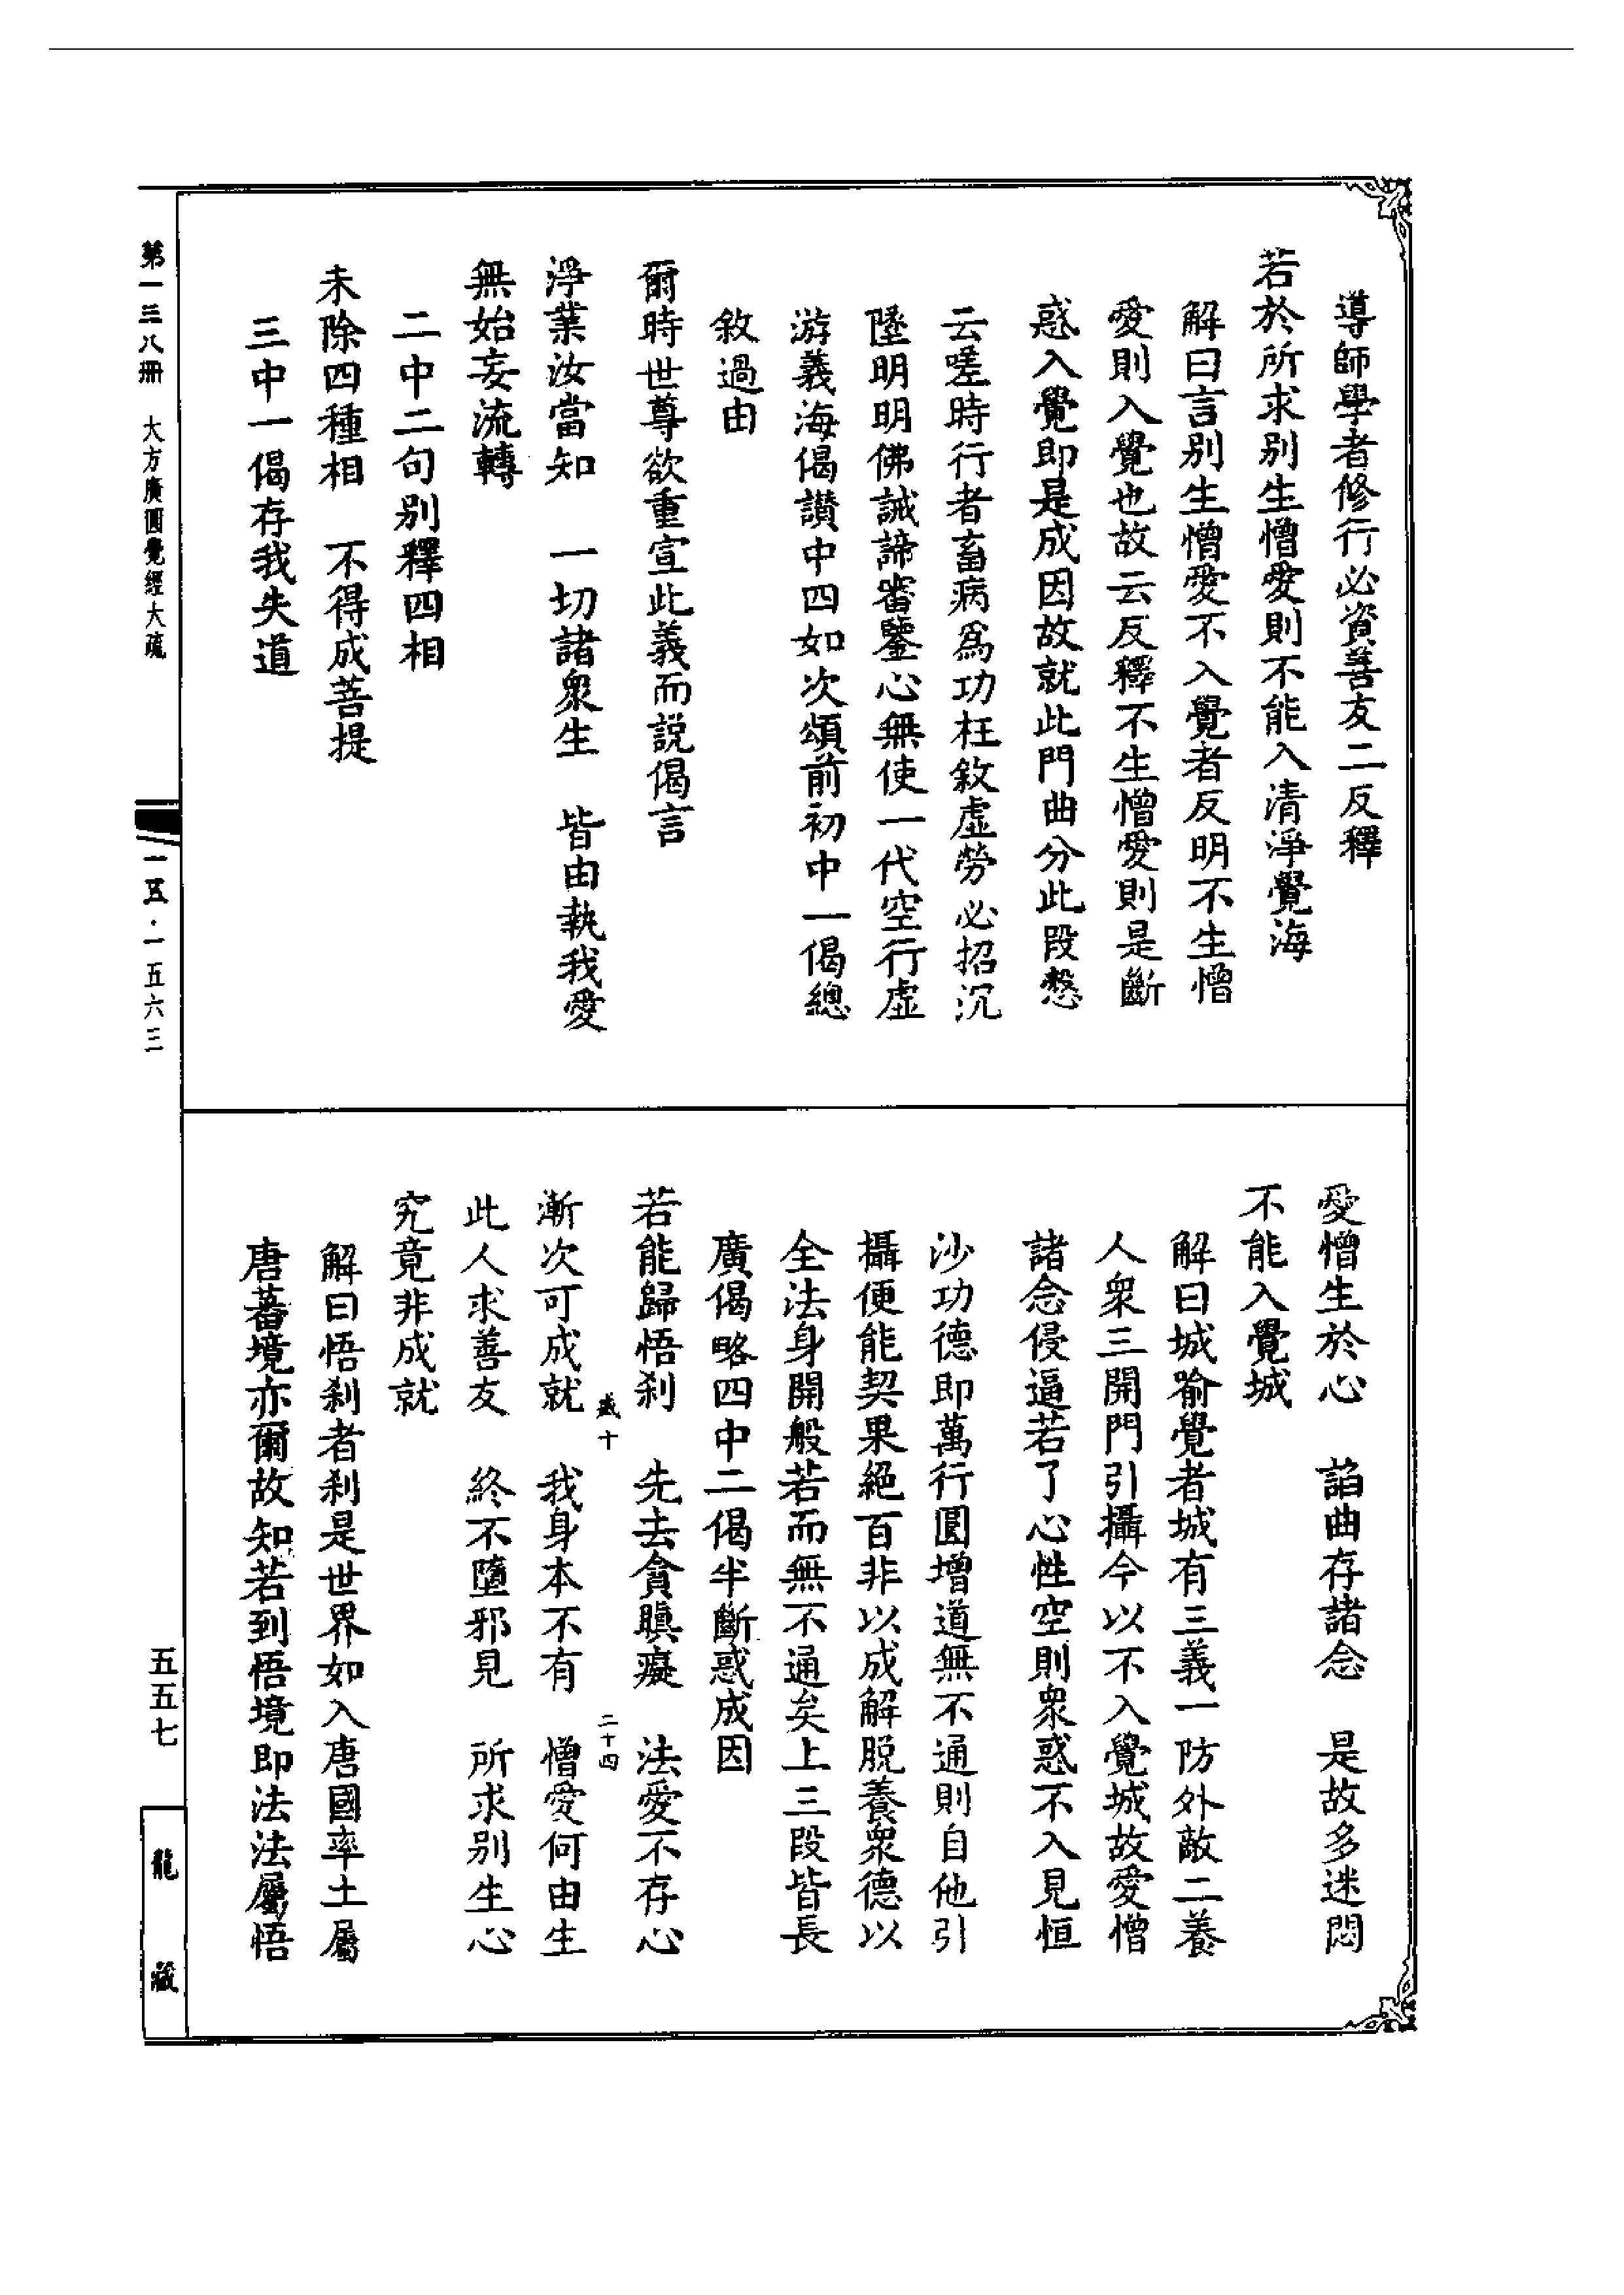 導師學者修行必資善友二反釋
若於所求別生憎愛則不能入清淨覺海
解曰言別生憎愛不入覺者反明不生憎
愛則入覺也故云反釋不生憎愛則是斷
惑入覺即是成因故就此門曲分此段愸
云嗟時行者畜病為功枉敘虛勞必招沉
墜明明佛誡諦審鑒心無使一代空行虛
游義海偈讚中四如次頌前初中一偈總
敘過由
爾時世尊欲重宣此義而說偈言
淨業汝當知　一切諸眾生　皆由執我愛
無始妄流轉
二中二句別釋四相
未除四種相　不得成菩提
三中一偈存我失道
愛憎生於心　諂曲存諸念　是故多迷悶
不能入覺城
解曰城喻覺者城有三義一防外敵二養
人眾三開門引攝今以不入覺城故愛憎
諸念侵逼若了心性空則眾惑不入見恒
沙功德即萬行圓增道無不通則自他引
攝便能契果絕百非以成解脫養眾德以
全法身開般若而無不通矣上三段皆長
廣偈略四中二偈半斷惑成因
若能歸悟剎　先去貪瞋癡　法愛不存心
漸次可成就　我身本不有　憎愛何由生
此人求善友　終不墮邪見　所求別生心
究竟非成就
解曰悟剎者剎是世界如入唐國率土屬
唐蕃境亦爾故知若到悟境即法法屬悟
十
二十四
第一三八冊　大方廣圓覺經大疏
一五·一五六三
五五七
龍藏